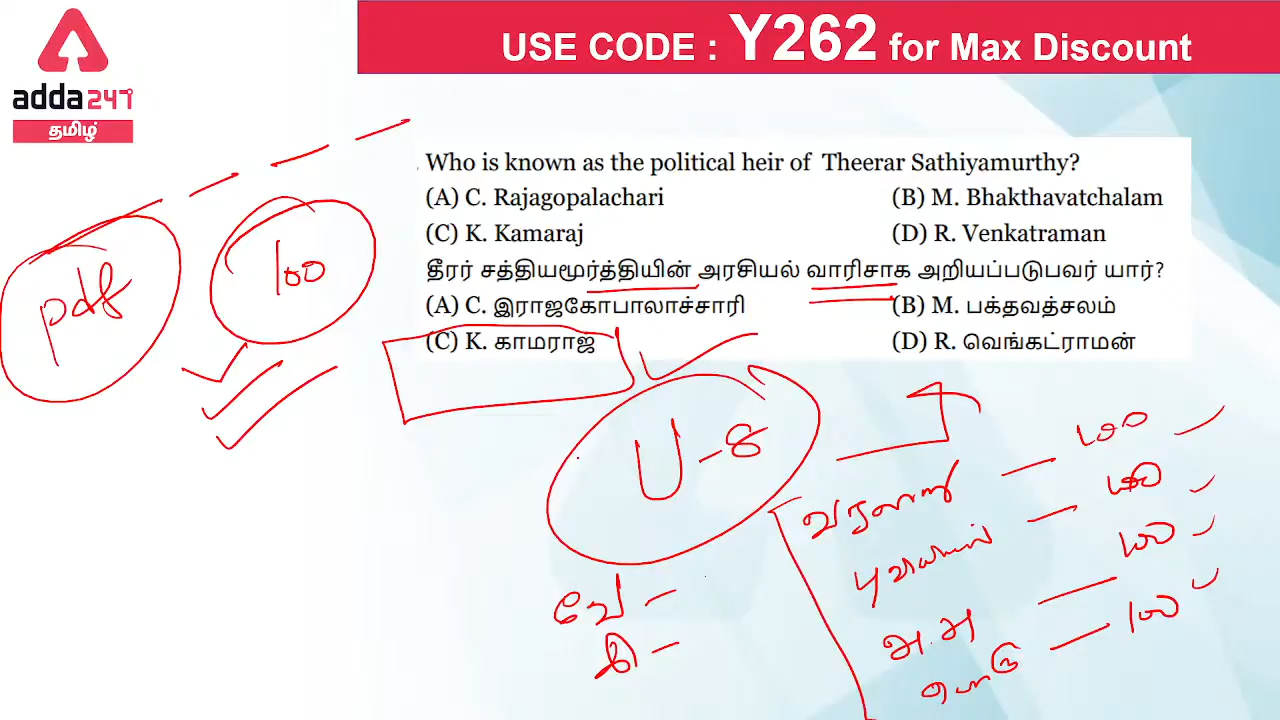 USE CODE : Y262 for Max Discount
adda247
தமிழ்
. Who is known as the political heir of Theerar Sathiyamurthy?
(A) C. Rajagopalachari (B) M. Bhakthavatchalam
(C) K. Kamaraj (D) R. Venkatraman
தீரர் சத்தியமூர்த்தியின் அரசியல் வாரிசாக அறியப்படுபவர் யார்?
(A) C. இராஜகோபாலாச்சாரி (B) M. பக்தவத்சலம்
(C) K. காமராஜ (D) R. வெங்கட்ராமன்
pdf 100
U - 8
வரலாறு — 100
புவியியல் — 100
அ.அ — 100
பொரு — 100
வே -